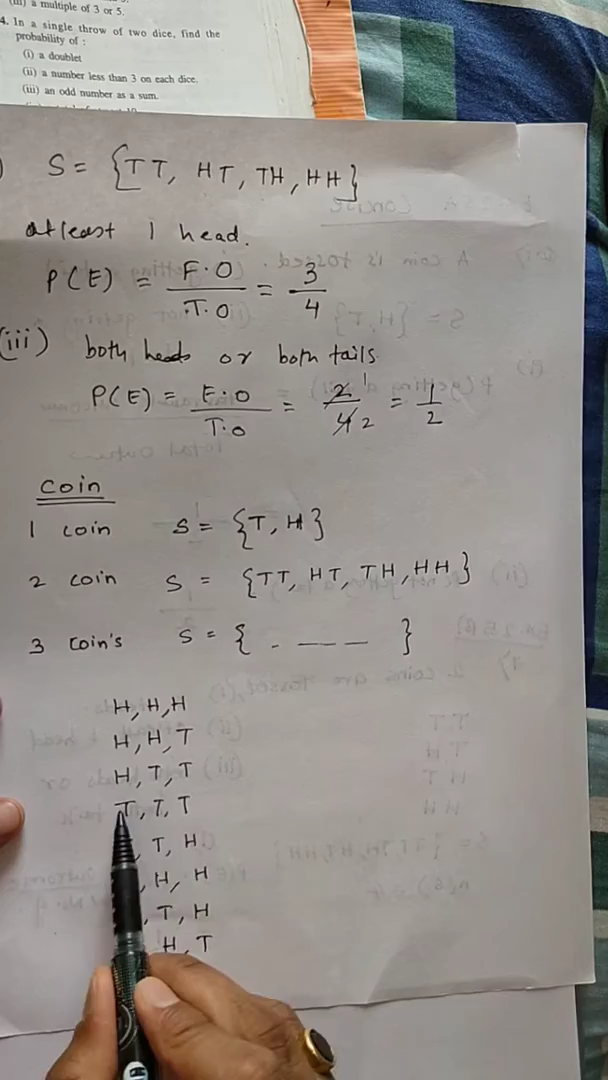 (iii) a multiple of 3 or 5.
4. In a single throw of two dice, find the
probability of :
(i) a doublet
(ii) a number less than 3 on each dice.
(iii) an odd number as a sum.
) S = {TT, HT, TH, HH}
atleast 1 head.
P(E) = F.O / T.O = 3/4
(iii) both heads or both tails
P(E) = F.O / T.O = 2 1 / 4 2 = 1/2
coin
1 coin S = {T, H}
2 coin S = {TT, HT, TH, HH}
3 coin's S = { - — — — }
H, H, H
H, H, T
H, T, T
T, T, T
, T, H
, H, H
, T, H
H, T